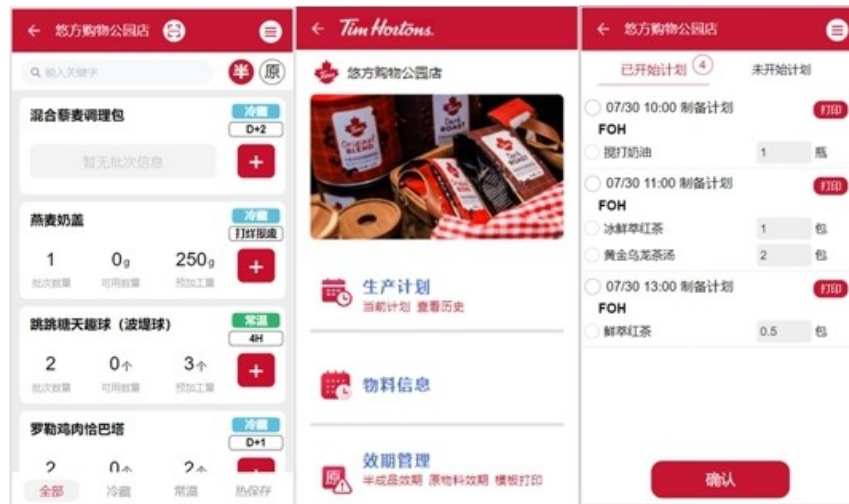 悠方购物公园店
输入关键字
半 原
混合藜麦调理包
冷藏
D+2
暂无批次信息
燕麦奶盖
冷藏
打烊报废
1 0g 250g
批次数量 可用数量 预加工量
跳跳糖天趣球（波堤球）
常温
4H
2 0个 3个
批次数量 可用数量 预加工量
罗勒鸡肉恰巴塔
冷藏
D+1
2 0个 2个
全部 冷藏 常温 热保存
Tim Hortons.
悠方购物公园店
Original
BLEND
Dark
ROAST
生产计划
当前计划 查看历史
物料信息
效期管理
半成品效期 原物料效期 模板打印
悠方购物公园店
已开始计划 4 未开始计划
07/30 10:00 制备计划 打印
FOH
搅打奶油 1 瓶
07/30 11:00 制备计划 打印
FOH
冰鲜萃红茶 1 包
黄金乌龙茶汤 2 包
07/30 13:00 制备计划 打印
FOH
鲜萃红茶 0.5 包
确认